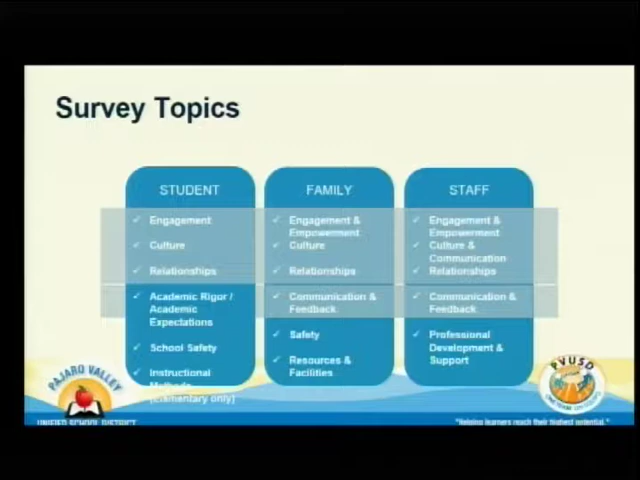 Survey Topics
STUDENT
Engagement
Culture
Relationships
Academic Rigor /
Academic
Expectations
School Safety
Instructional
Methods
(Elementary only)
FAMILY
Engagement &
Empowerment
Culture
Relationships
Communication &
Feedback
Safety
Resources &
Facilities
STAFF
Engagement &
Empowerment
Culture &
Communication
Relationships
Communication &
Feedback
Professional
Development &
Support
PAJARO VALLEY
UNIFIED SCHOOL DISTRICT
PVUSD
"Helping learners reach their highest potential."